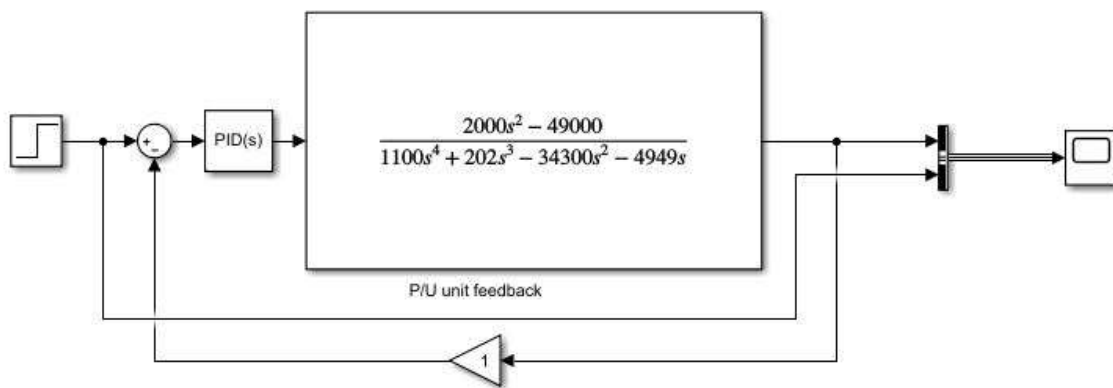 +
−
PID(s)
2000s² − 49000
1100s⁴ + 202s³ − 34300s² − 4949s
P/U unit feedback
1